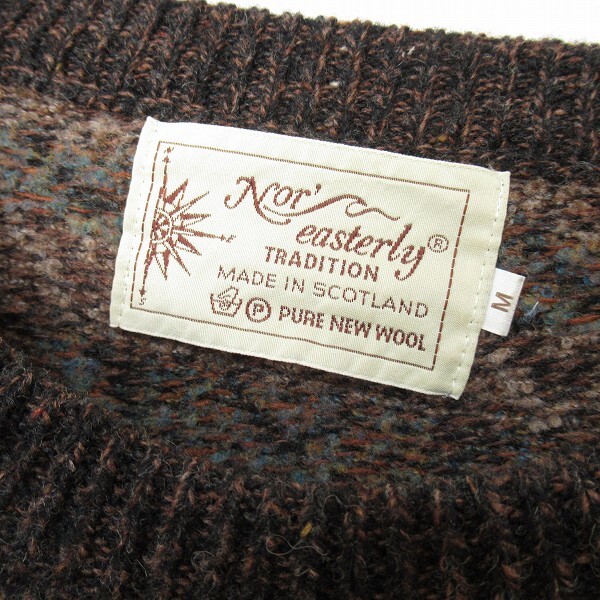 Nor'
easterly®
TRADITION
MADE IN SCOTLAND
Ⓟ PURE NEW WOOL
M